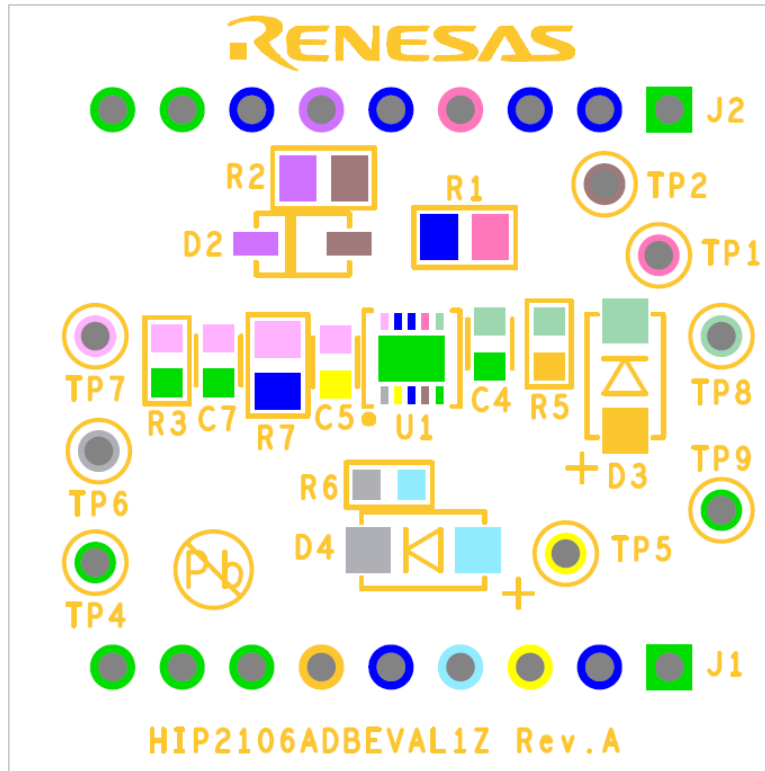 RENESAS
J2
R2
R1
TP2
D2
TP1
TP7
R3
C7
R7
C5
U1
C4
R5
D3
TP8
TP6
R6
TP9
D4
TP5
Pb
TP4
J1
HIP2106ADBEVAL1Z Rev.A